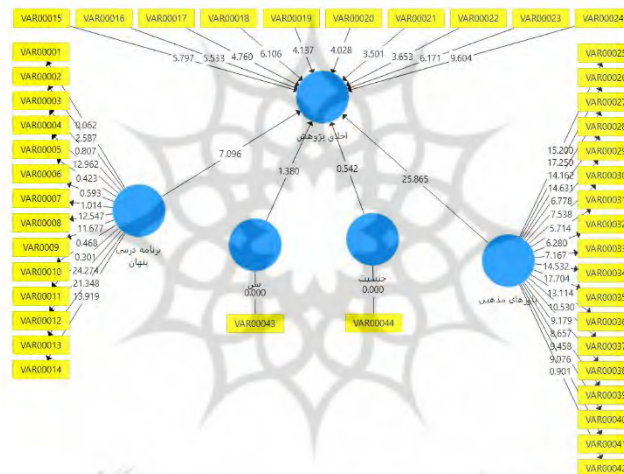 VAR00015 VAR00016 VAR00017 VAR00018 VAR00019 VAR00020 VAR00021 VAR00022 VAR00023 VAR00024
5.797 5.533 4.760 6.106 4.137 4.028 3.501 3.653 6.171 9.604
اخلاق پژوهش
VAR00001
VAR00002
VAR00003
VAR00004
VAR00005
VAR00006
VAR00007
VAR00008
VAR00009
VAR00010
VAR00011
VAR00012
VAR00013
VAR00014
0.062
2.587
0.807
12.962
0.423
0.593
1.014
12.547
11.677
0.468
0.301
24.274
21.348
13.919
برنامه درسی
پنهان
7.096
1.380
0.542
25.865
سن
0.000
VAR00043
جنسیت
0.000
VAR00044
باورهای مذهبی
15.200
17.250
14.162
14.631
6.778
7.538
5.714
6.280
7.167
14.532
17.704
13.114
10.530
9.179
8.657
9.458
9.076
0.901
VAR00025
VAR00026
VAR00027
VAR00028
VAR00029
VAR00030
VAR00031
VAR00032
VAR00033
VAR00034
VAR00035
VAR00036
VAR00037
VAR00038
VAR00039
VAR00040
VAR00041
VAR00042